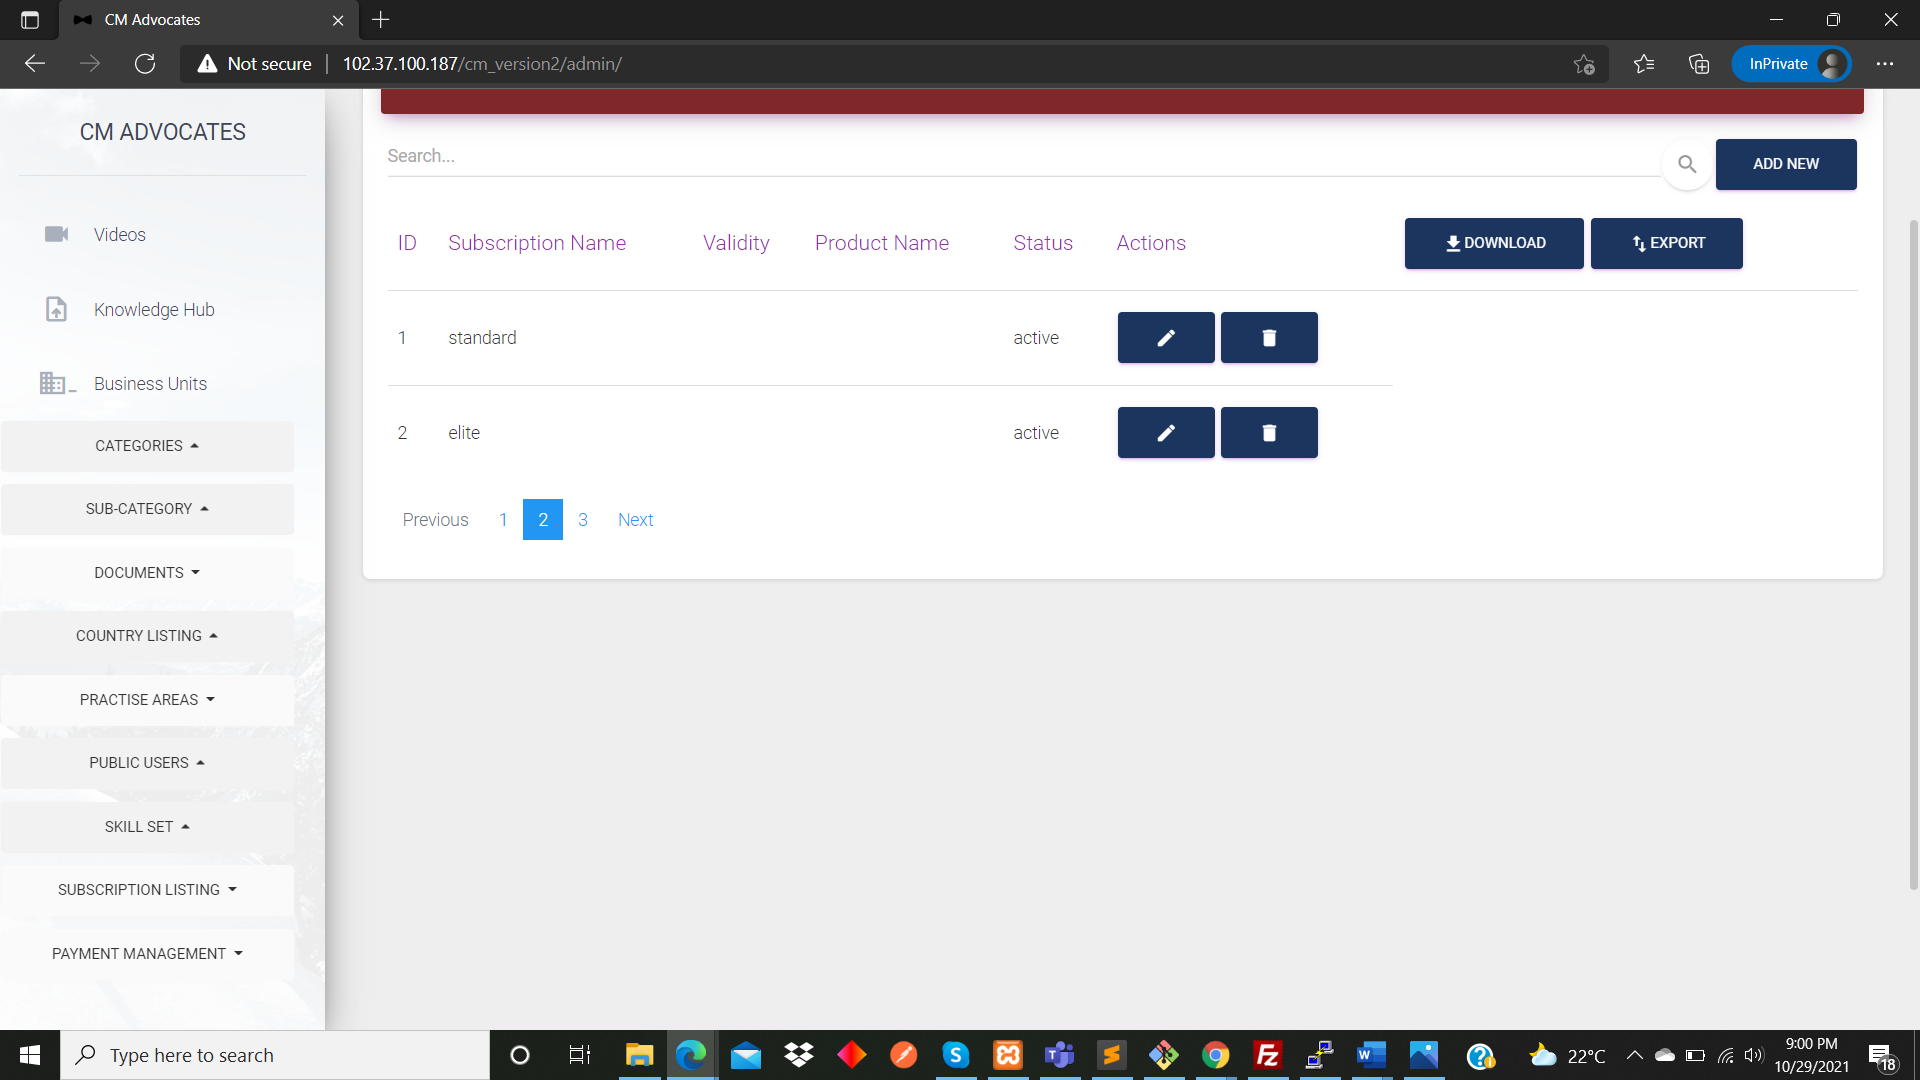 CM Advocates
Not secure
102.37.100.187/cm_version2/admin/
InPrivate
CM ADVOCATES
Videos
Knowledge Hub
Business Units
CATEGORIES
SUB-CATEGORY
DOCUMENTS
COUNTRY LISTING
PRACTISE AREAS
PUBLIC USERS
SKILL SET
SUBSCRIPTION LISTING
PAYMENT MANAGEMENT
Search...
ADD NEW
ID Subscription Name Validity Product Name Status Actions DOWNLOAD EXPORT
1 standard active
2 elite active
Previous 1 2 3 Next
Type here to search
22°C
9:00 PM
10/29/2021
18